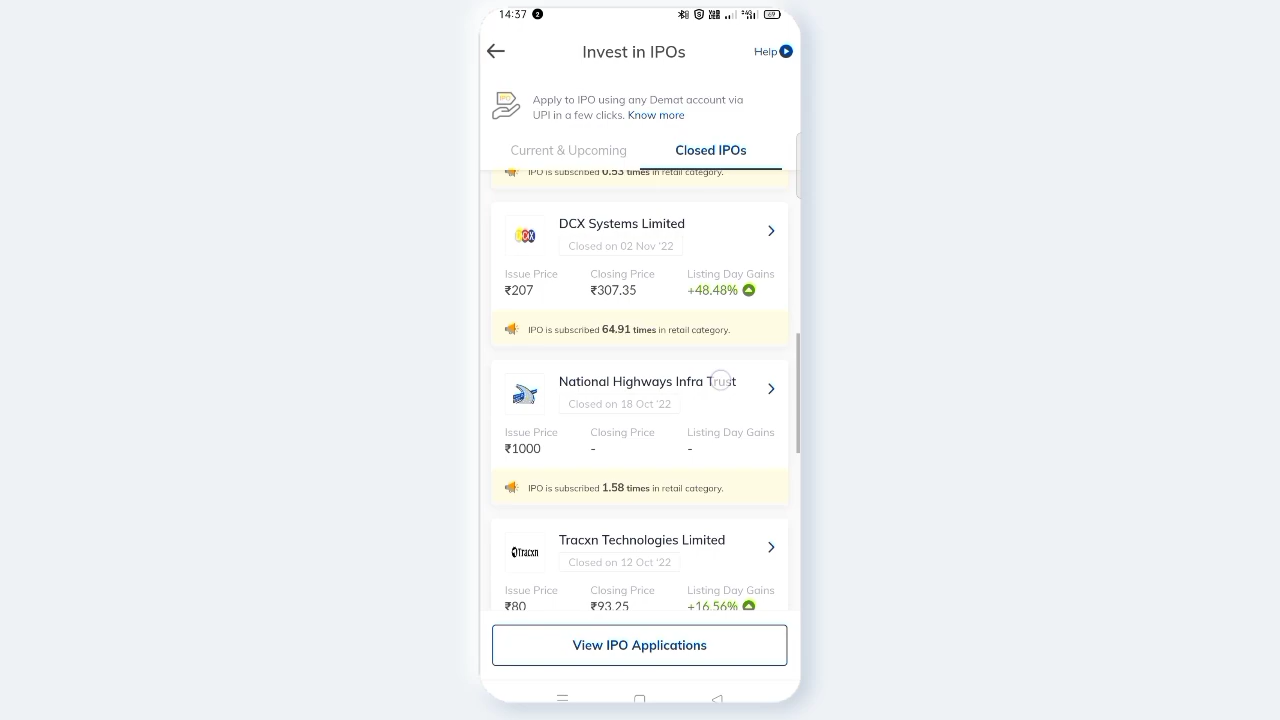 14:37 2
69
Invest in IPOs
Help
IPO
Apply to IPO using any Demat account via
UPI in a few clicks. Know more
Current & Upcoming
Closed IPOs
IPO is subscribed 0.53 times in retail category.
DCX
DCX Systems Limited
Closed on 02 Nov '22
Issue Price
Closing Price
Listing Day Gains
₹207
₹307.35
+48.48%
IPO is subscribed 64.91 times in retail category.
National Highways Infra Trust
Closed on 18 Oct '22
Issue Price
Closing Price
Listing Day Gains
₹1000
-
-
IPO is subscribed 1.58 times in retail category.
Tracxn
Tracxn Technologies Limited
Closed on 12 Oct '22
Issue Price
Closing Price
Listing Day Gains
₹80
₹93.25
+16.56%
View IPO Applications